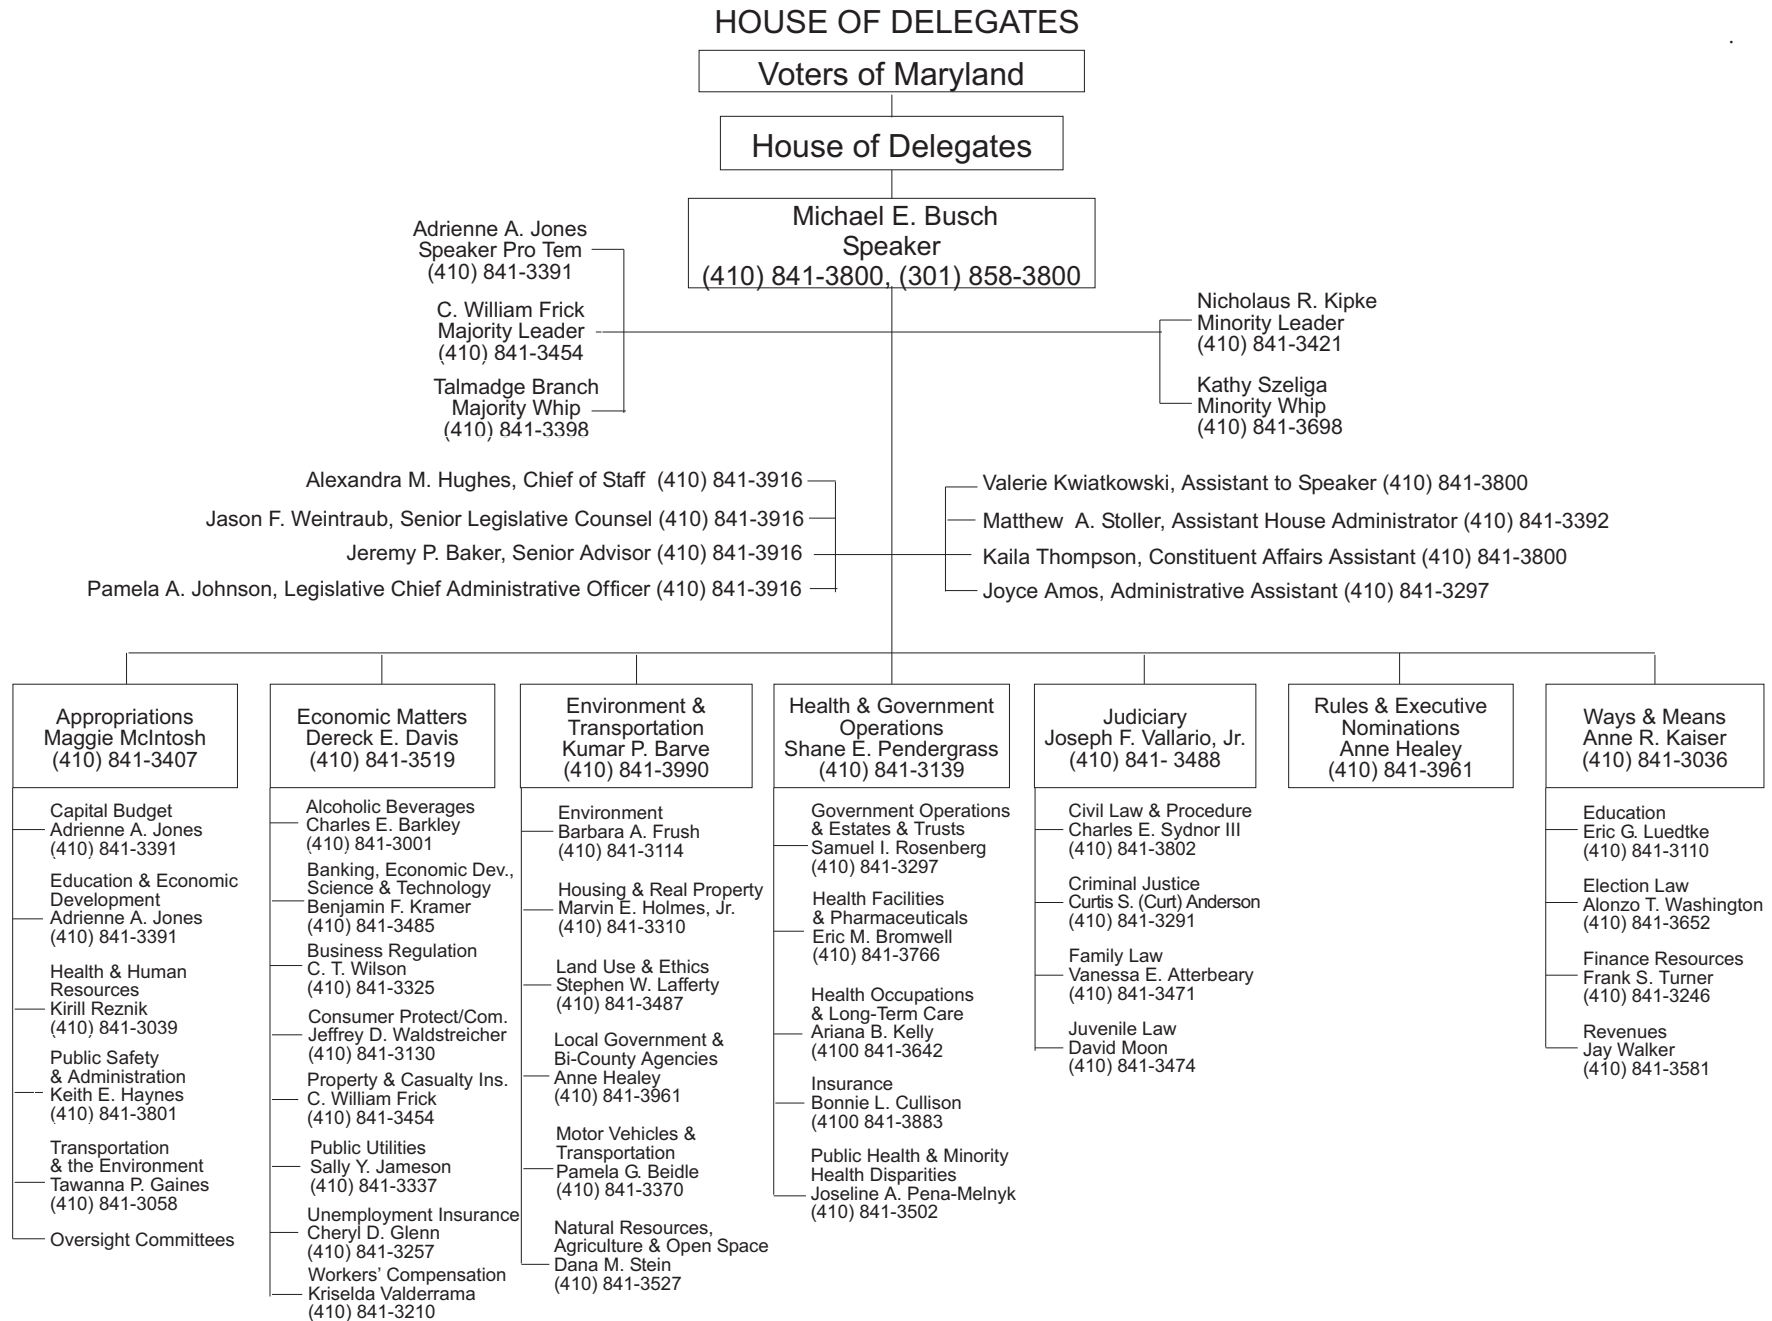 HOUSE OF DELEGATES
Voters of Maryland
House of Delegates
Michael E. Busch
Speaker
(410) 841-3800, (301) 858-3800
Adrienne A. Jones
Speaker Pro Tem
(410) 841-3391
C. William Frick
Majority Leader
(410) 841-3454
Talmadge Branch
Majority Whip
(410) 841-3398
Nicholaus R. Kipke
Minority Leader
(410) 841-3421
Kathy Szeliga
Minority Whip
(410) 841-3698
Alexandra M. Hughes, Chief of Staff (410) 841-3916
Jason F. Weintraub, Senior Legislative Counsel (410) 841-3916
Jeremy P. Baker, Senior Advisor (410) 841-3916
Pamela A. Johnson, Legislative Chief Administrative Officer (410) 841-3916
Valerie Kwiatkowski, Assistant to Speaker (410) 841-3800
Matthew A. Stoller, Assistant House Administrator (410) 841-3392
Kaila Thompson, Constituent Affairs Assistant (410) 841-3800
Joyce Amos, Administrative Assistant (410) 841-3297
Appropriations
Maggie McIntosh
(410) 841-3407
Capital Budget
Adrienne A. Jones
(410) 841-3391
Education & Economic
Development
Adrienne A. Jones
(410) 841-3391
Health & Human
Resources
Kirill Reznik
(410) 841-3039
Public Safety
& Administration
Keith E. Haynes
(410) 841-3801
Transportation
& the Environment
Tawanna P. Gaines
(410) 841-3058
Oversight Committees
Economic Matters
Dereck E. Davis
(410) 841-3519
Alcoholic Beverages
Charles E. Barkley
(410) 841-3001
Banking, Economic Dev.,
Science & Technology
Benjamin F. Kramer
(410) 841-3485
Business Regulation
C. T. Wilson
(410) 841-3325
Consumer Protect/Com.
Jeffrey D. Waldstreicher
(410) 841-3130
Property & Casualty Ins.
C. William Frick
(410) 841-3454
Public Utilities
Sally Y. Jameson
(410) 841-3337
Unemployment Insurance
Cheryl D. Glenn
(410) 841-3257
Workers' Compensation
Kriselda Valderrama
(410) 841-3210
Environment &
Transportation
Kumar P. Barve
(410) 841-3990
Environment
Barbara A. Frush
(410) 841-3114
Housing & Real Property
Marvin E. Holmes, Jr.
(410) 841-3310
Land Use & Ethics
Stephen W. Lafferty
(410) 841-3487
Local Government &
Bi-County Agencies
Anne Healey
(410) 841-3961
Motor Vehicles &
Transportation
Pamela G. Beidle
(410) 841-3370
Natural Resources,
Agriculture & Open Space
Dana M. Stein
(410) 841-3527
Health & Government
Operations
Shane E. Pendergrass
(410) 841-3139
Government Operations
& Estates & Trusts
Samuel I. Rosenberg
(410) 841-3297
Health Facilities
& Pharmaceuticals
Eric M. Bromwell
(410) 841-3766
Health Occupations
& Long-Term Care
Ariana B. Kelly
(4100 841-3642
Insurance
Bonnie L. Cullison
(4100 841-3883
Public Health & Minority
Health Disparities
Joseline A. Pena-Melnyk
(410) 841-3502
Judiciary
Joseph F. Vallario, Jr.
(410) 841- 3488
Civil Law & Procedure
Charles E. Sydnor III
(410) 841-3802
Criminal Justice
Curtis S. (Curt) Anderson
(410) 841-3291
Family Law
Vanessa E. Atterbeary
(410) 841-3471
Juvenile Law
David Moon
(410) 841-3474
Rules & Executive
Nominations
Anne Healey
(410) 841-3961
Ways & Means
Anne R. Kaiser
(410) 841-3036
Education
Eric G. Luedtke
(410) 841-3110
Election Law
Alonzo T. Washington
(410) 841-3652
Finance Resources
Frank S. Turner
(410) 841-3246
Revenues
Jay Walker
(410) 841-3581